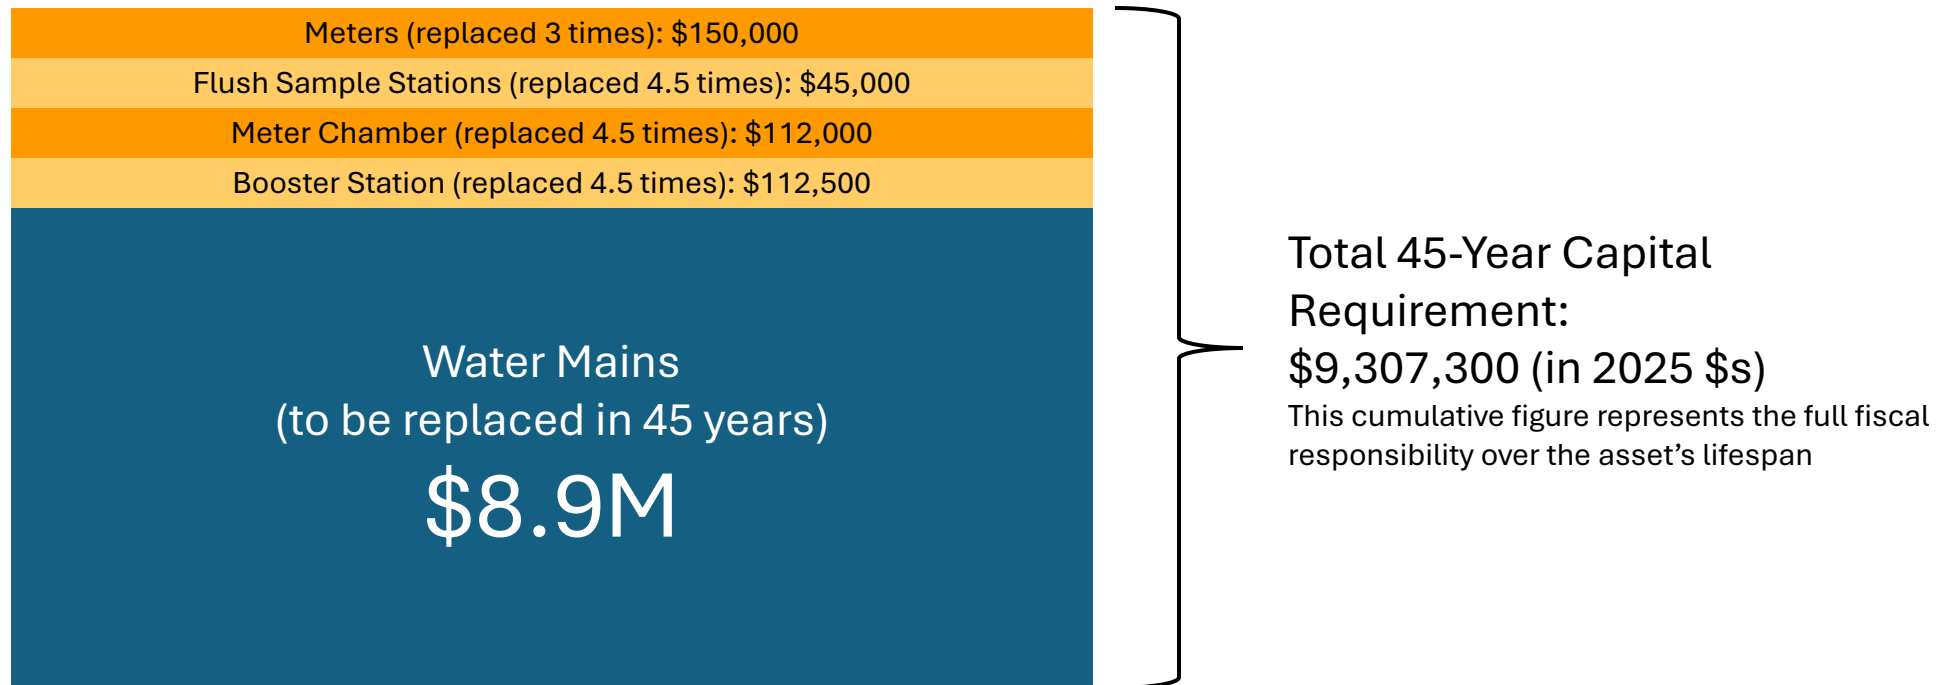 Meters (replaced 3 times): $150,000
Flush Sample Stations (replaced 4.5 times): $45,000
Meter Chamber (replaced 4.5 times): $112,000
Booster Station (replaced 4.5 times): $112,500
Water Mains
(to be replaced in 45 years)
$8.9M
Total 45-Year Capital
Requirement:
$9,307,300 (in 2025 $s)
This cumulative figure represents the full fiscal
responsibility over the asset’s lifespan